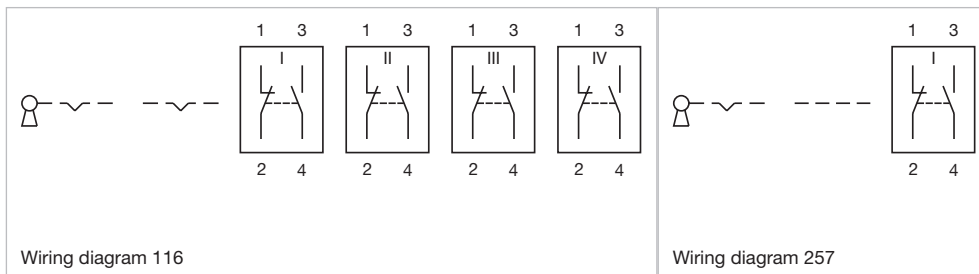 1 3 1 3 1 3 1 3
I II III IV
2 4 2 4 2 4 2 4
Wiring diagram 116
1 3
I
2 4
Wiring diagram 257